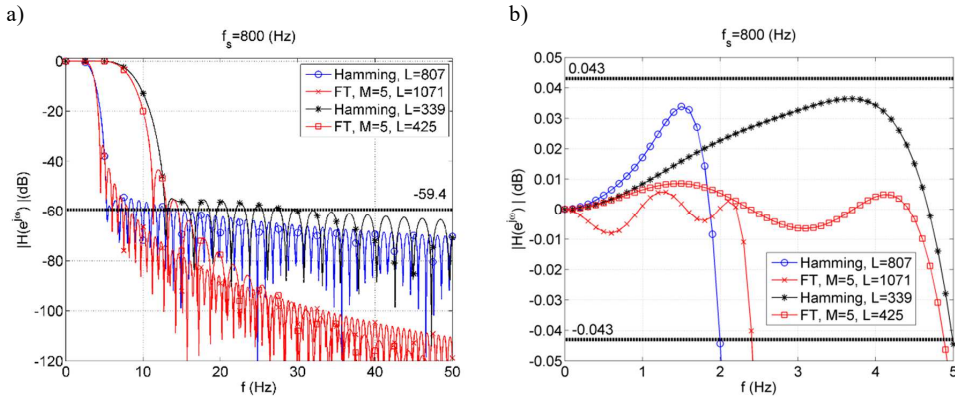 a)
f_s=800 (Hz)
|H(e^{jω})| (dB)
0
-20
-40
-60
-80
-100
-120
Hamming, L=807
FT, M=5, L=1071
Hamming, L=339
FT, M=5, L=425
-59.4
0 10 20 30 40 50
f (Hz)
b)
f_s=800 (Hz)
|H(e^{jω})| (dB)
0.05
0.04
0.03
0.02
0.01
0
-0.01
-0.02
-0.03
-0.04
-0.05
0.043
Hamming, L=807
FT, M=5, L=1071
Hamming, L=339
FT, M=5, L=425
-0.043
0 1 2 3 4 5
f (Hz)